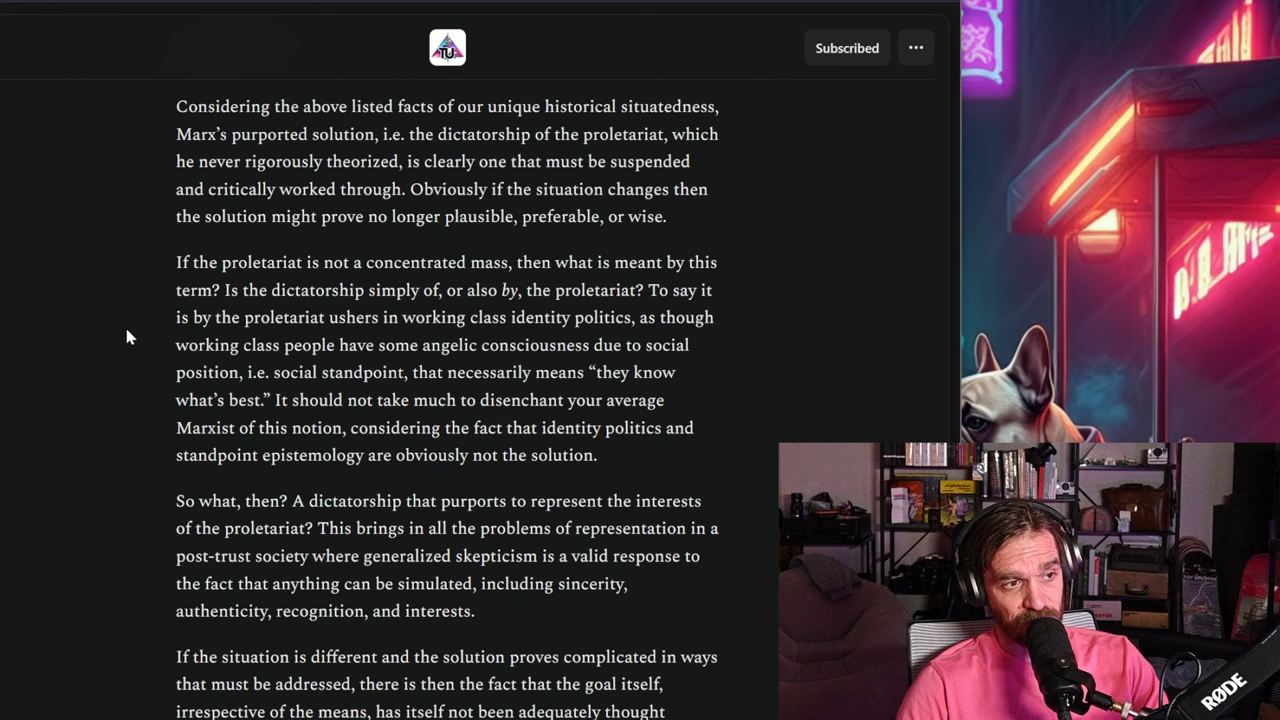 TU
Subscribed
Considering the above listed facts of our unique historical situatedness,
Marx’s purported solution, i.e. the dictatorship of the proletariat, which
he never rigorously theorized, is clearly one that must be suspended
and critically worked through. Obviously if the situation changes then
the solution might prove no longer plausible, preferable, or wise.
If the proletariat is not a concentrated mass, then what is meant by this
term? Is the dictatorship simply of, or also by, the proletariat? To say it
is by the proletariat ushers in working class identity politics, as though
working class people have some angelic consciousness due to social
position, i.e. social standpoint, that necessarily means “they know
what’s best.” It should not take much to disenchant your average
Marxist of this notion, considering the fact that identity politics and
standpoint epistemology are obviously not the solution.
So what, then? A dictatorship that purports to represent the interests
of the proletariat? This brings in all the problems of representation in a
post-trust society where generalized skepticism is a valid response to
the fact that anything can be simulated, including sincerity,
authenticity, recognition, and interests.
If the situation is different and the solution proves complicated in ways
that must be addressed, there is then the fact that the goal itself,
irrespective of the means, has itself not been adequately thought
RØDE